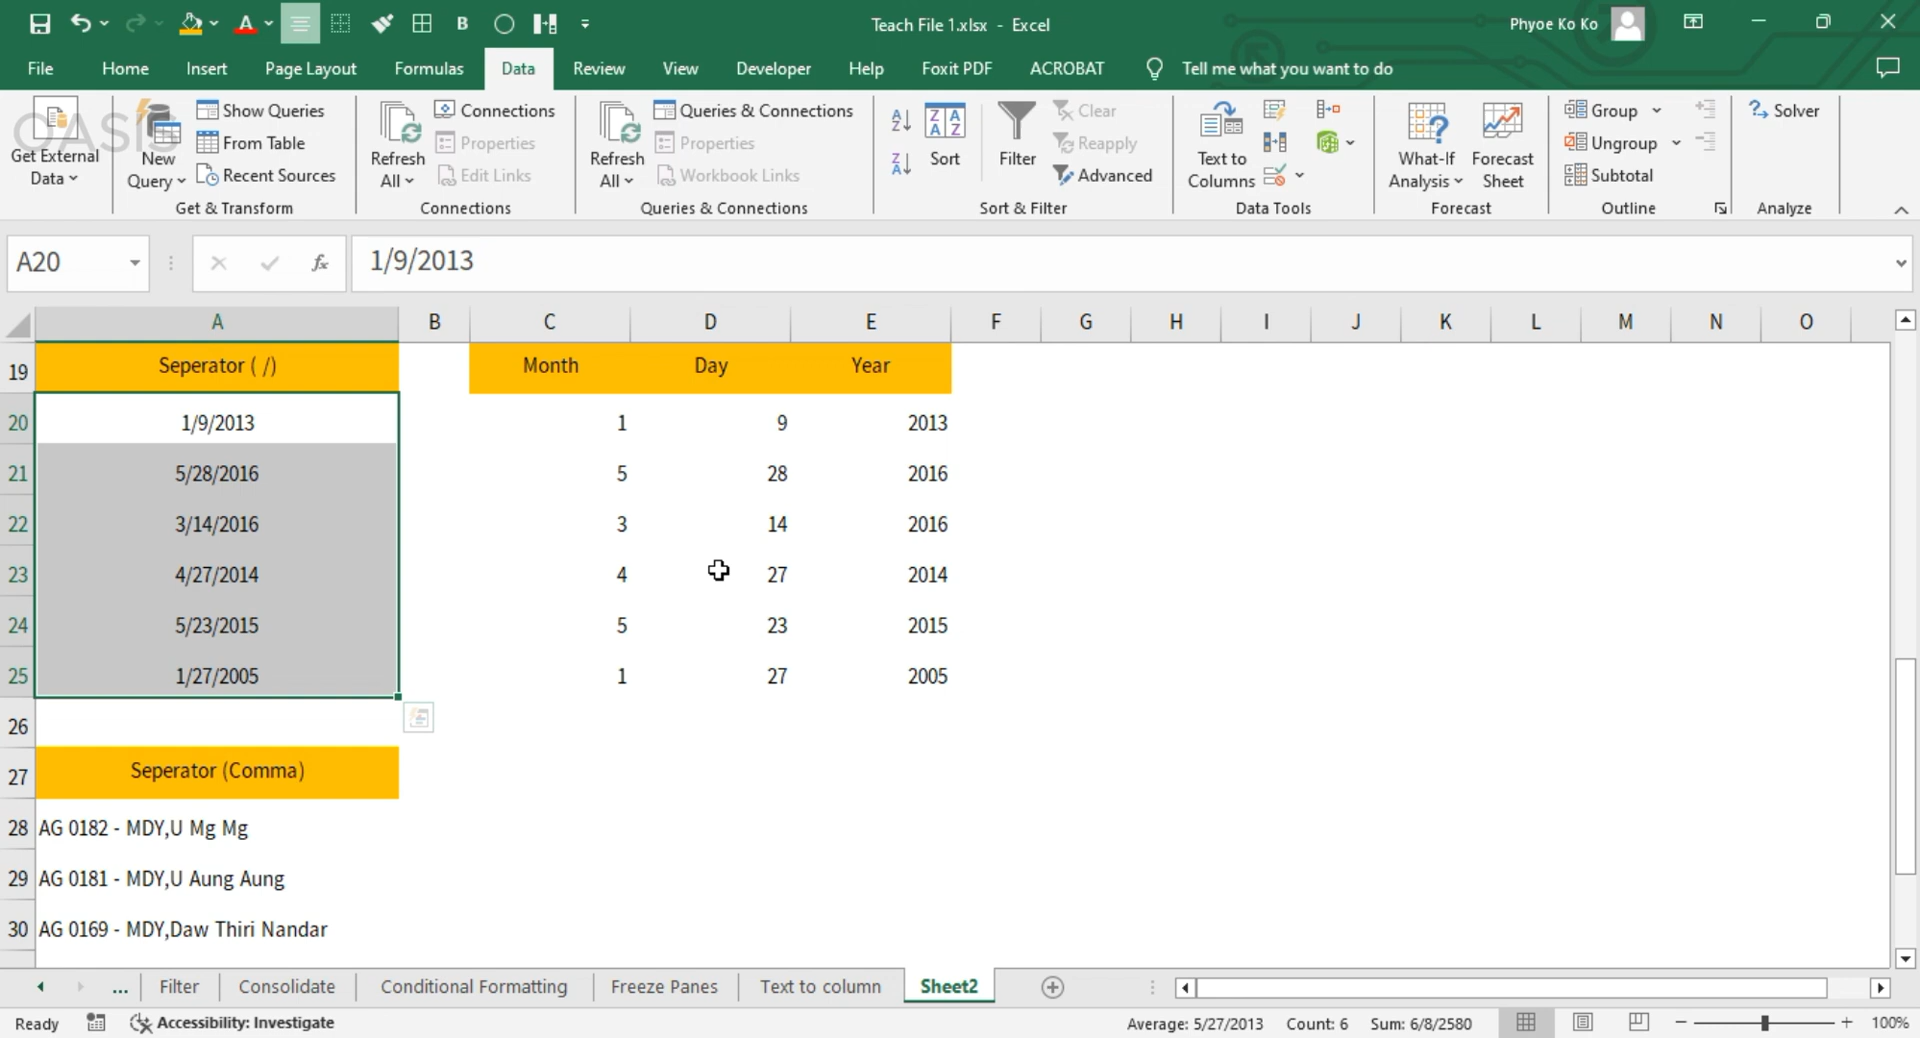 Teach File 1.xlsx - Excel
Phyoe Ko Ko
File Home Insert Page Layout Formulas Data Review View Developer Help Foxit PDF ACROBAT Tell me what you want to do
OASIS
Get External Data
New Query
Show Queries
From Table
Recent Sources
Get & Transform
Refresh All
Connections
Properties
Edit Links
Connections
Refresh All
Queries & Connections
Properties
Workbook Links
Queries & Connections
Sort
Filter
Clear
Reapply
Advanced
Sort & Filter
Text to Columns
Data Tools
What-If Analysis
Forecast Sheet
Forecast
Group
Ungroup
Subtotal
Outline
Solver
Analyze
A20 fx 1/9/2013
A B C D E F G H I J K L M N O
19 Seperator ( /) Month Day Year
20 1/9/2013 1 9 2013
21 5/28/2016 5 28 2016
22 3/14/2016 3 14 2016
23 4/27/2014 4 27 2014
24 5/23/2015 5 23 2015
25 1/27/2005 1 27 2005
26
27 Seperator (Comma)
28 AG 0182 - MDY,U Mg Mg
29 AG 0181 - MDY,U Aung Aung
30 AG 0169 - MDY,Daw Thiri Nandar
... Filter Consolidate Conditional Formatting Freeze Panes Text to column Sheet2
Ready Accessibility: Investigate Average: 5/27/2013 Count: 6 Sum: 6/8/2580 100%